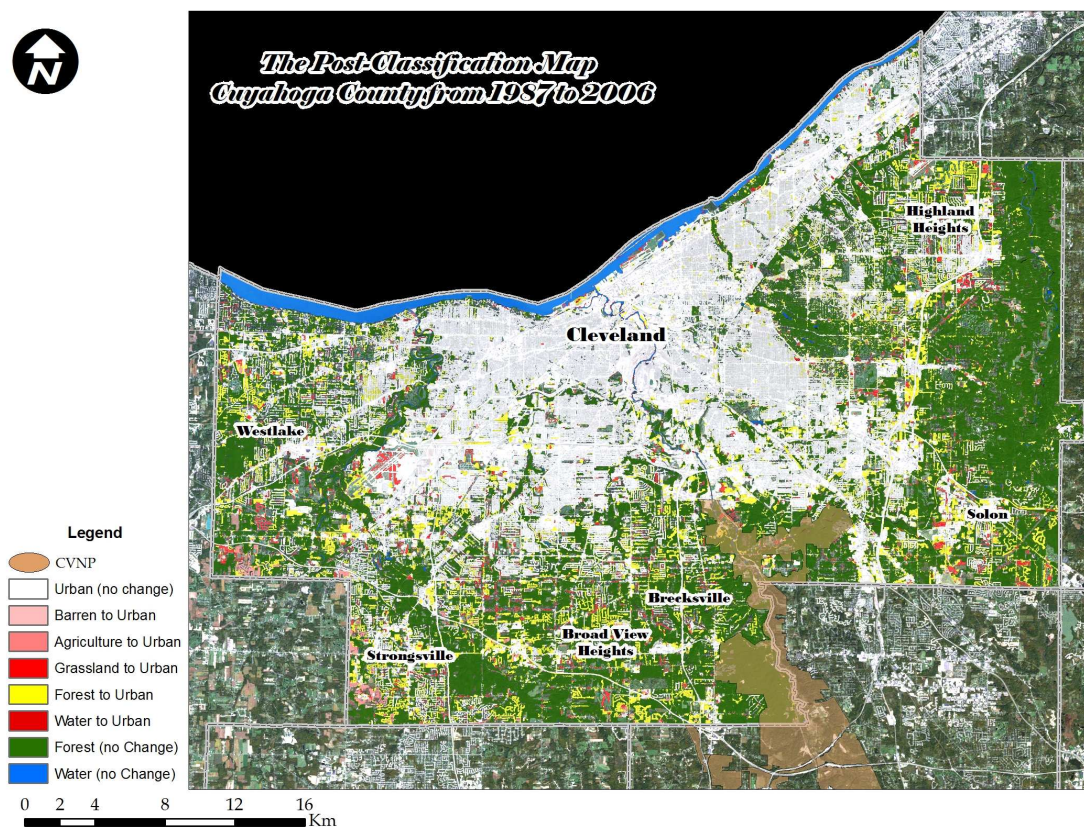 N
The Post-Classification Map
Cuyahoga County from 1987 to 2006
Highland
Heights
Cleveland
Westlake
Solon
Brecksville
Broad View
Heights
Strongsville
Legend
CVNP
Urban (no change)
Barren to Urban
Agriculture to Urban
Grassland to Urban
Forest to Urban
Water to Urban
Forest (no Change)
Water (no Change)
0 2 4 8 12 16
Km